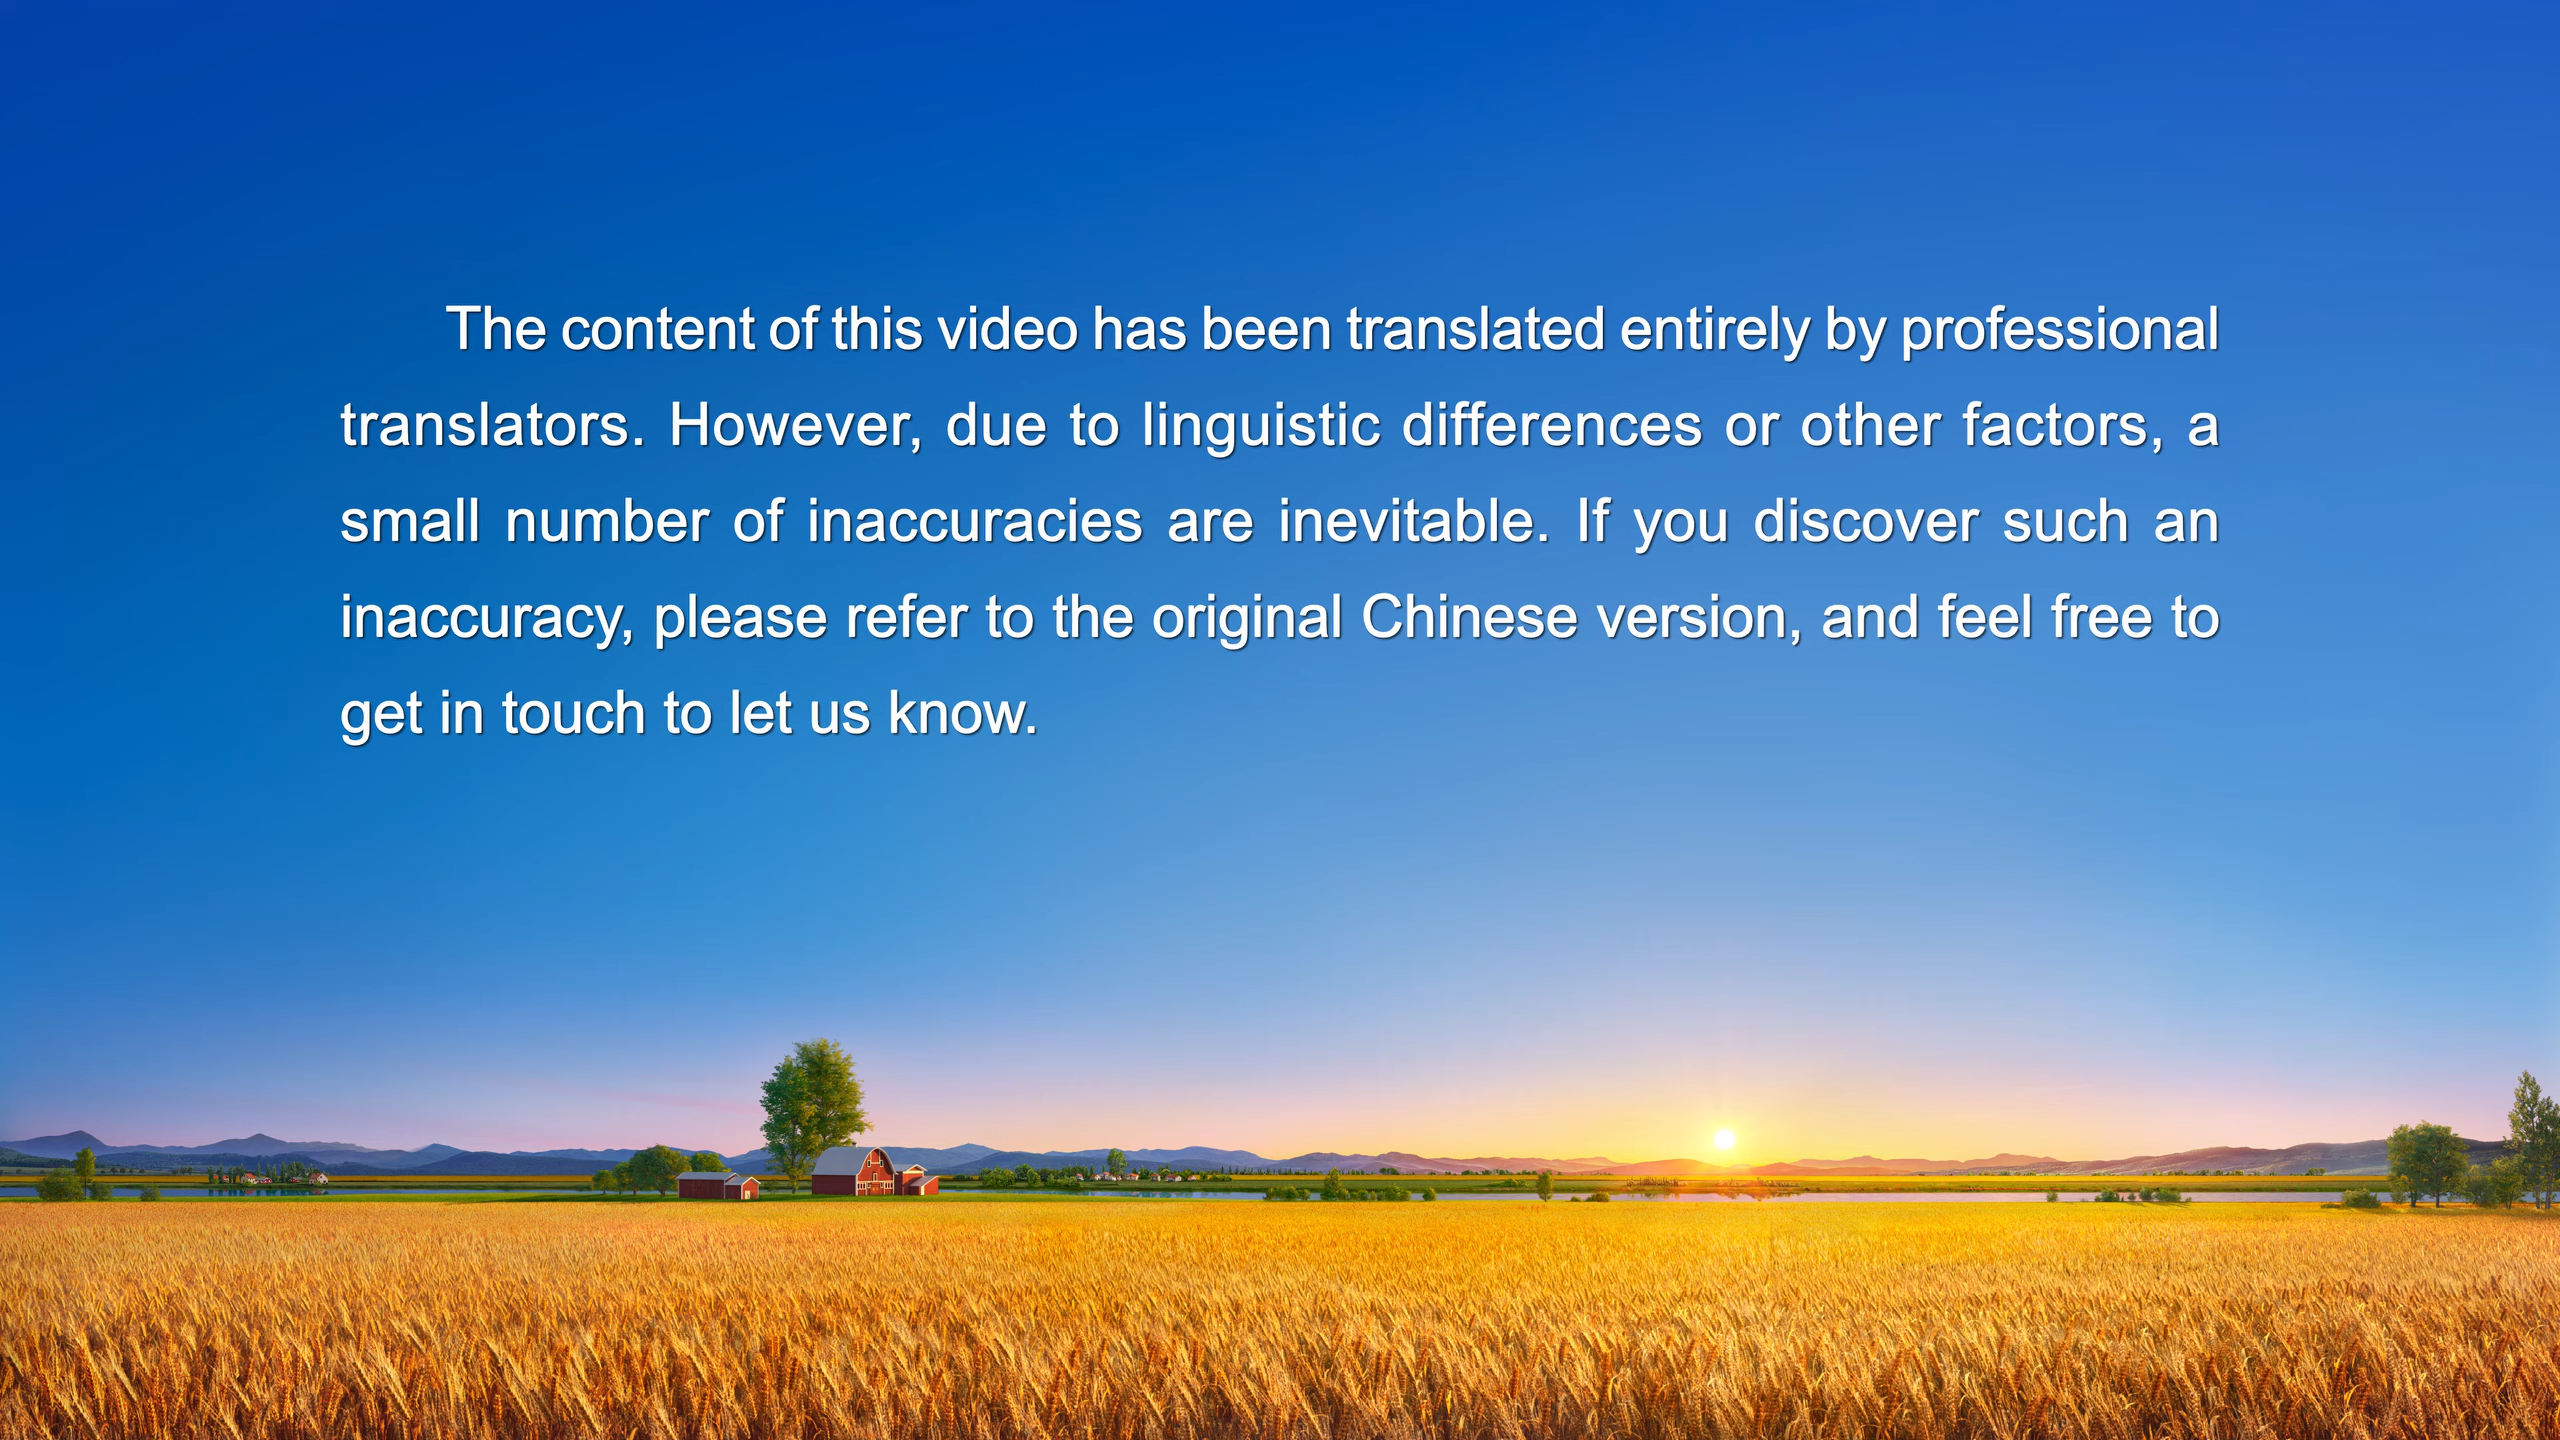 The content of this video has been translated entirely by professional
translators. However, due to linguistic differences or other factors, a
small number of inaccuracies are inevitable. If you discover such an
inaccuracy, please refer to the original Chinese version, and feel free to
get in touch to let us know.